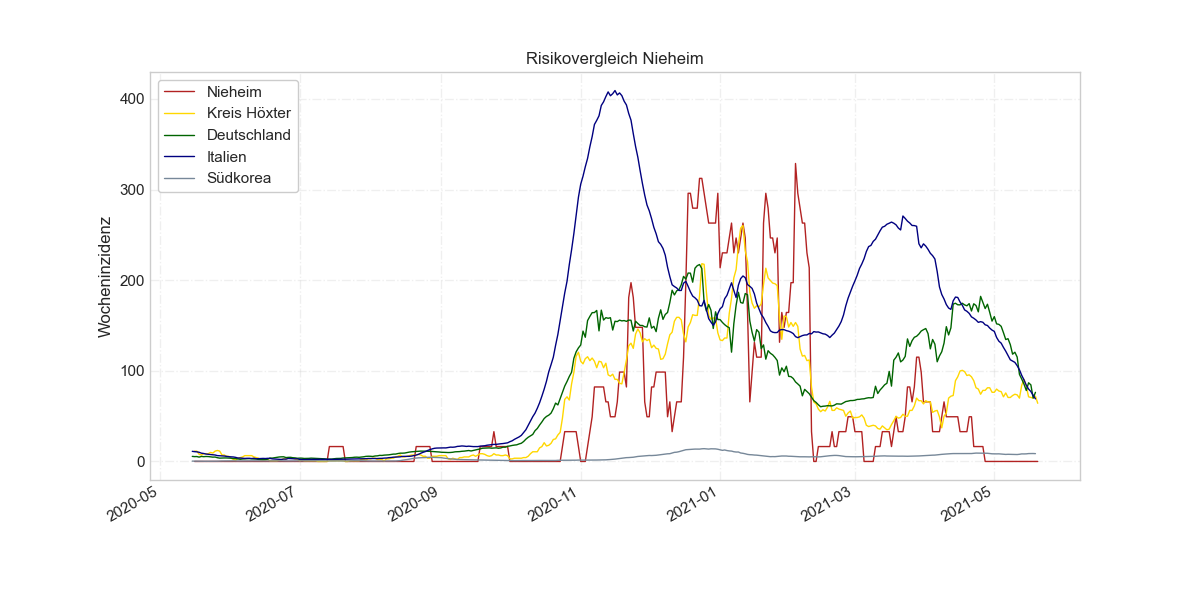 Risikovergleich Nieheim
Nieheim
Kreis Höxter
Deutschland
Italien
Südkorea
Wocheninzidenz
400
300
200
100
0
2020-05
2020-07
2020-09
2020-11
2021-01
2021-03
2021-05